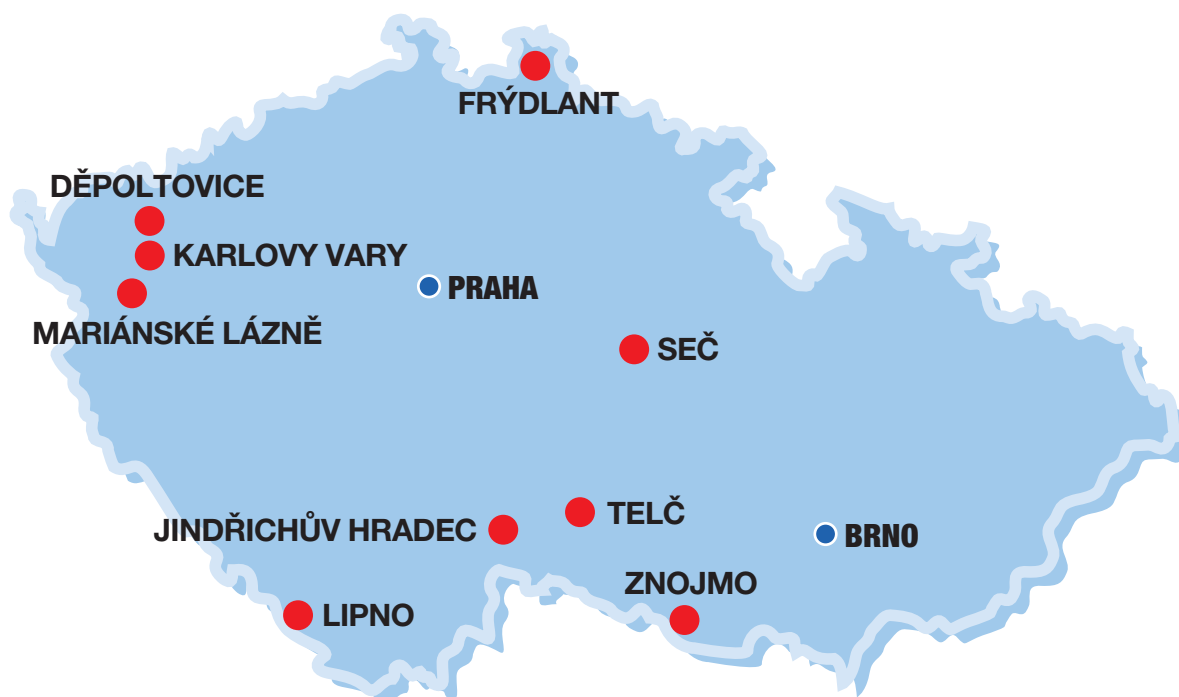 FRÝDLANT
DĚPOLTOVICE
KARLOVY VARY
PRAHA
MARIÁNSKÉ LÁZNĚ
SEČ
TELČ
JINDŘICHŮV HRADEC
BRNO
ZNOJMO
LIPNO